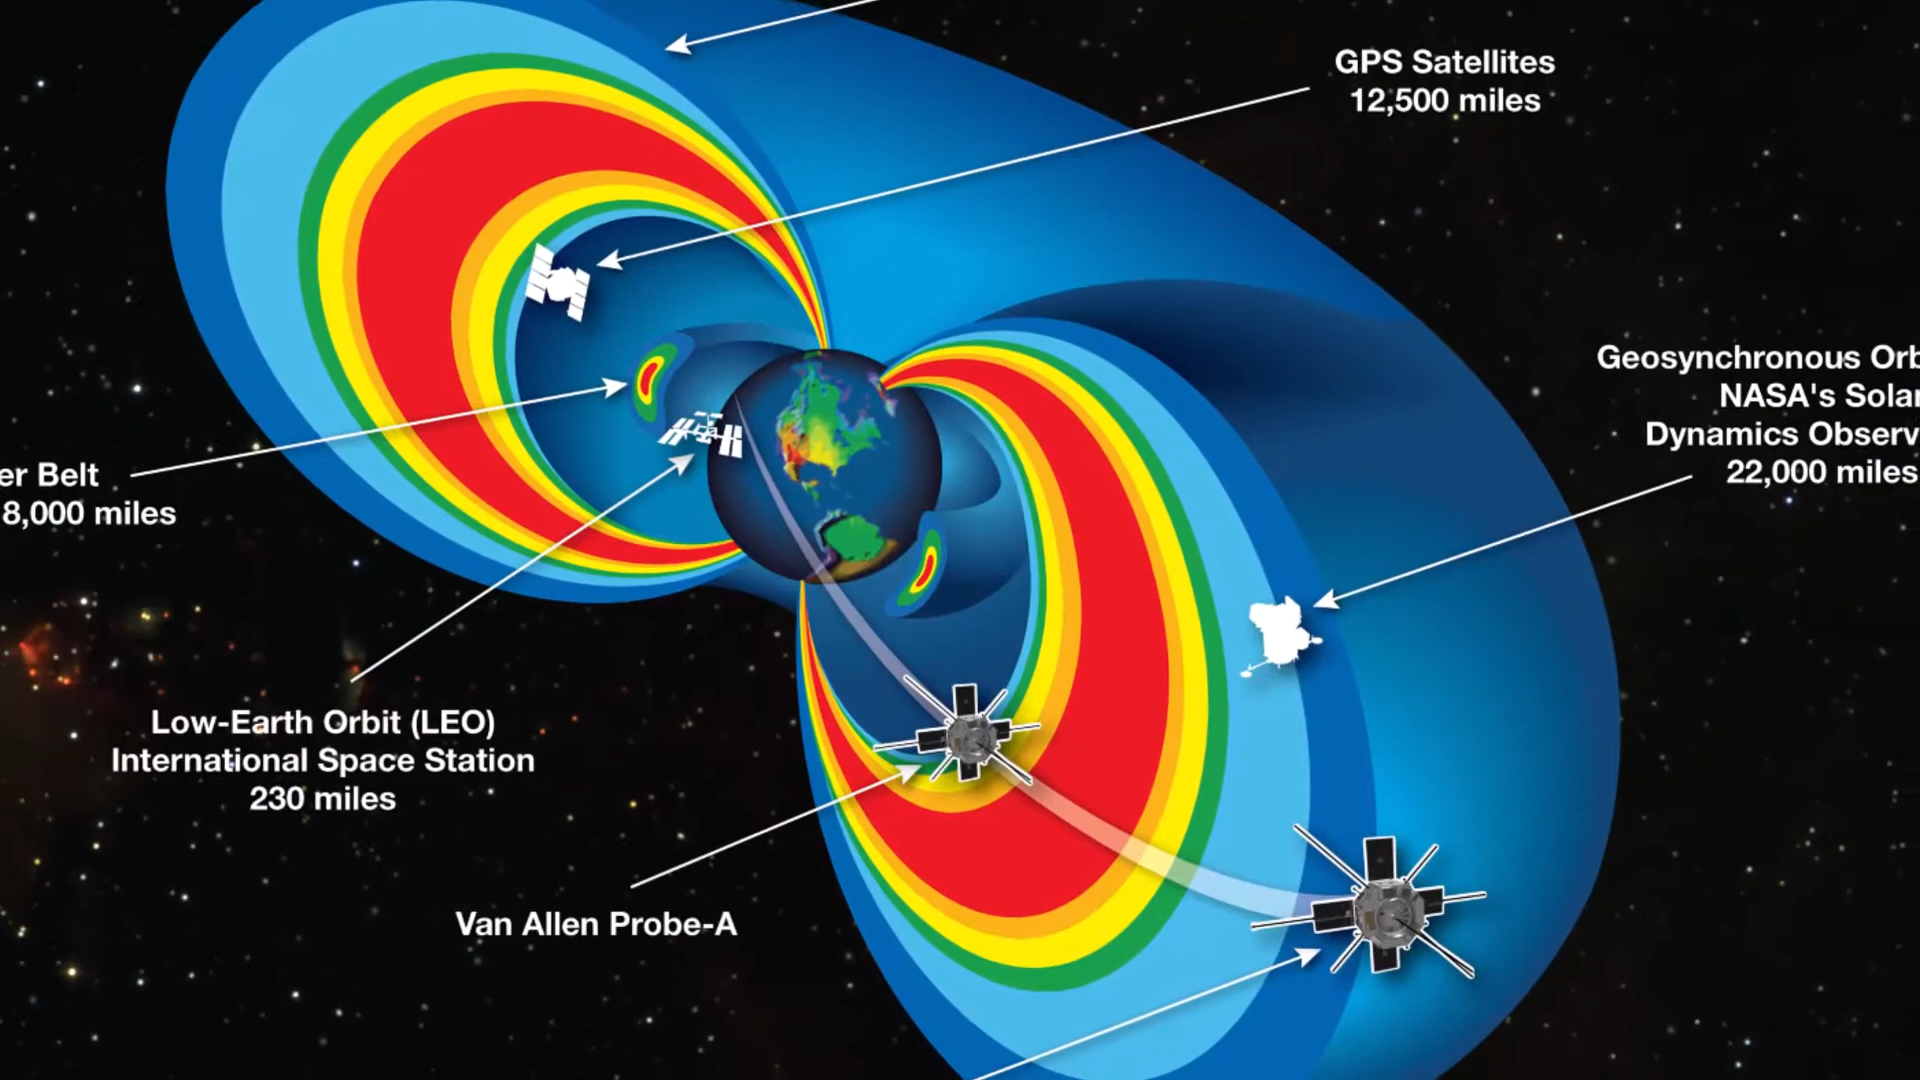 GPS Satellites
12,500 miles
Geosynchronous Orb
NASA's Solar
Dynamics Observ
22,000 miles
er Belt
8,000 miles
Low-Earth Orbit (LEO)
International Space Station
230 miles
Van Allen Probe-A